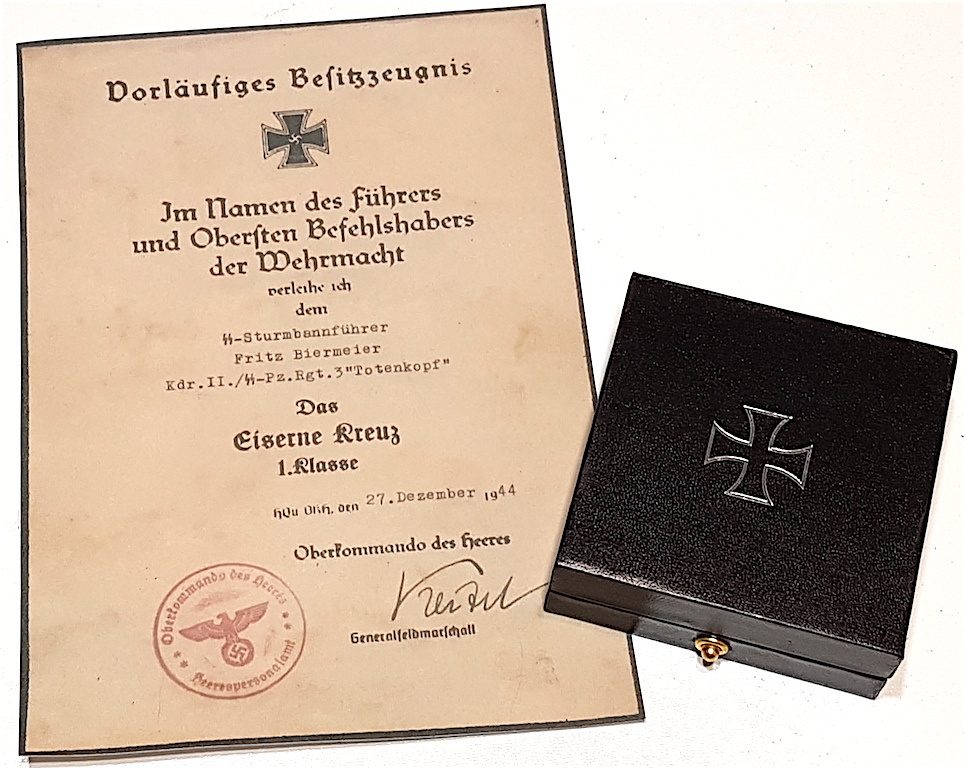 Vorläufiges Besitzzeugnis
Im Namen des Führers
und Obersten Befehlshabers
der Wehrmacht
verleihe ich
dem
ᛋᛋ-Sturmbannführer
Fritz Biermeier
Kdr.II./ᛋᛋ-Pz.Rgt.3"Totenkopf"
Das
Eiserne Kreuz
1.Klasse
HQu OKH, den 27.Dezember 1944
Oberkommando des Heeres
Keitel
Generalfeldmarschall
Oberkommando des Heeres
Heerespersonalamt